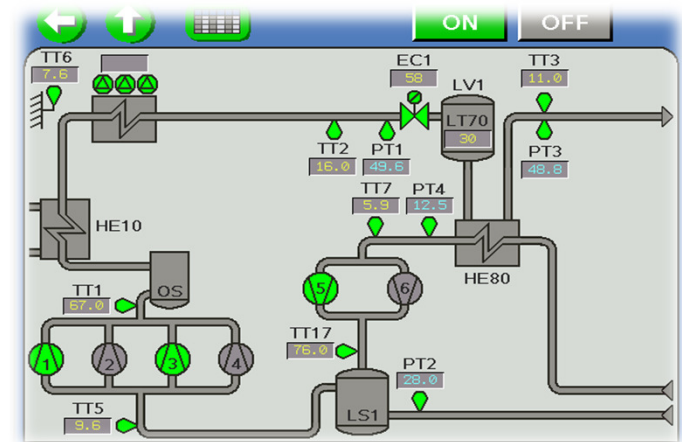 ON OFF
TT6
7.6
EC1
58
LV1
TT3
11.0
LT70
30
TT2
16.0
PT1
49.6
PT3
48.8
TT7
5.9
PT4
12.5
HE10
HE80
OS
TT1
67.0
5
6
TT17
76.0
1
2
3
4
PT2
28.0
LS1
TT5
9.6